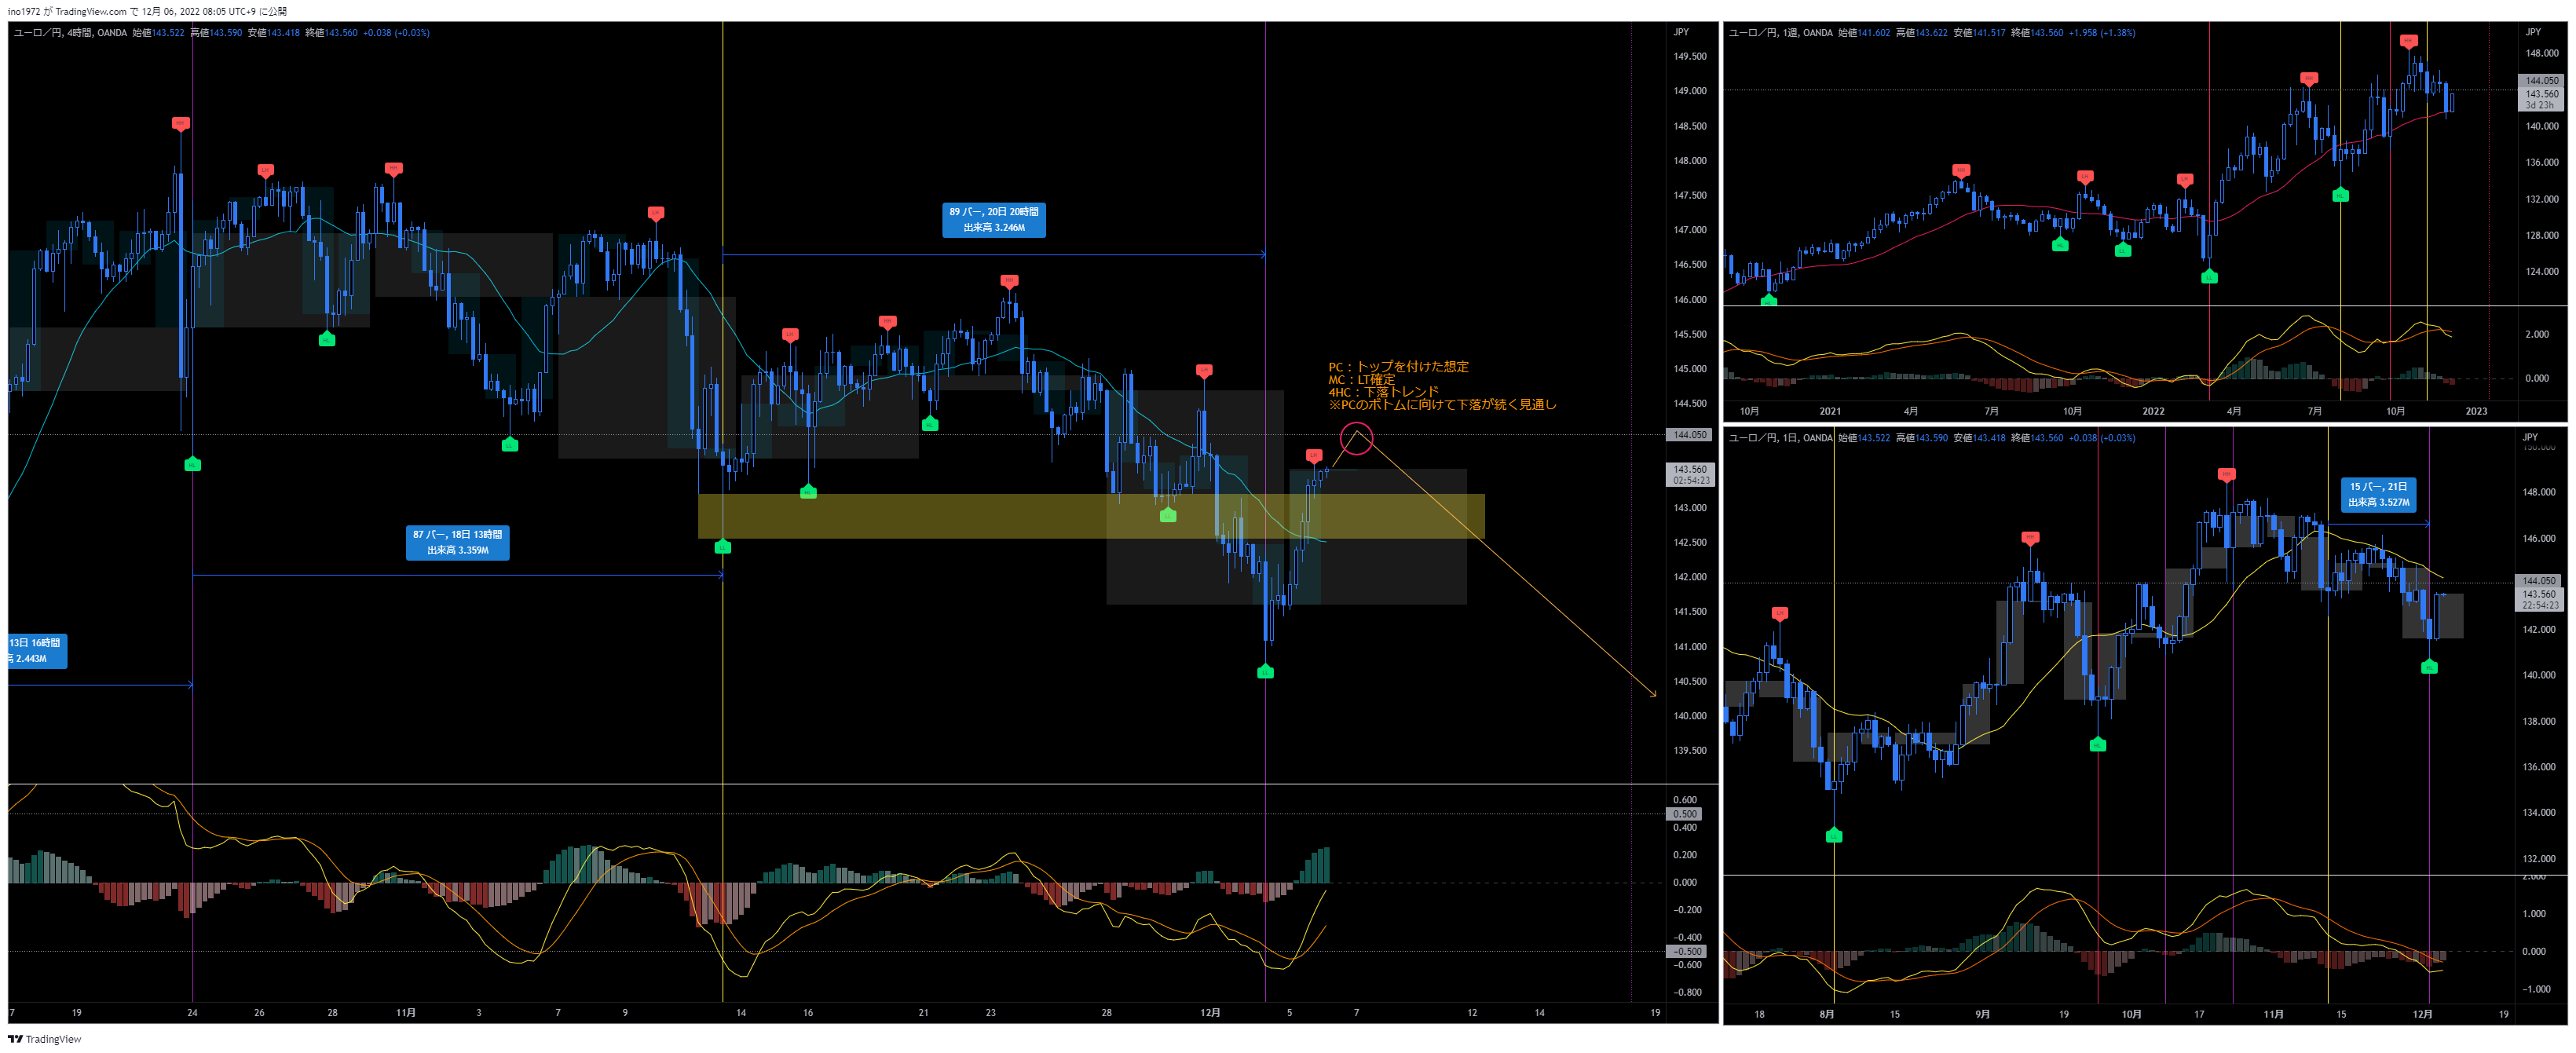 ino1972 が TradingView.com で 12月 06, 2022 08:05 UTC+9 に公開
ユーロ／円, 4時間, OANDA 始値143.522 高値143.590 安値143.418 終値143.560 +0.038 (+0.03%)
JPY
149.500
149.000
148.500
148.000
147.500
147.000
146.500
146.000
145.500
145.000
144.500
144.050
143.560
02:54:23
143.000
142.500
142.000
141.500
141.000
140.500
140.000
139.500
89 バー, 20日 20時間
出来高 3.246M
87 バー, 18日 13時間
出来高 3.359M
13日 16時間
高 2.443M
PC：トップを付けた想定
MC：LT確定
4HC：下落トレンド
※PCのボトムに向けて下落が続く見通し
0.600
0.500
0.400
0.200
0.000
−0.200
−0.400
−0.500
−0.600
−0.800
7 19 24 26 28 11月 3 7 9 14 16 21 23 28 12月 5 7 12 14 19
ユーロ／円, 1週, OANDA 始値141.602 高値143.622 安値141.517 終値143.560 +1.958 (+1.38%)
JPY
148.000
144.050
143.560
3d 23h
140.000
136.000
132.000
128.000
124.000
2.000
0.000
10月 2021 4月 7月 10月 2022 4月 7月 10月 2023
ユーロ／円, 1日, OANDA 始値143.522 高値143.590 安値143.418 終値143.560 +0.038 (+0.03%)
JPY
150.000
148.000
146.000
144.050
143.560
22:54:23
142.000
140.000
138.000
136.000
134.000
132.000
15 バー, 21日
出来高 3.527M
2.000
1.000
0.000
−1.000
18 8月 15 9月 19 10月 17 11月 15 12月 19
TradingView